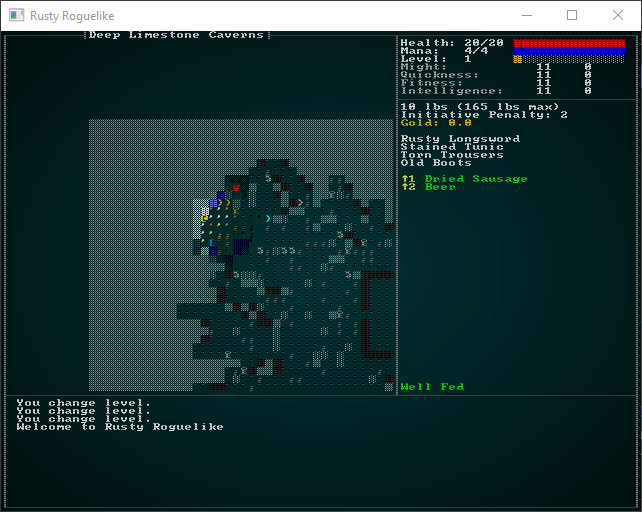 Rusty Roguelike
Deep Limestone Caverns
Health: 20/20
Mana: 4/4
Level: 1
Might: 11 0
Quickness: 11 0
Fitness: 11 0
Intelligence: 11 0
10 lbs (165 lbs max)
Initiative Penalty: 2
Gold: 0.0
Rusty Longsword
Stained Tunic
Torn Trousers
Old Boots
↑1 Dried Sausage
↑2 Beer
Well Fed
You change level.
You change level.
You change level.
Welcome to Rusty Roguelike